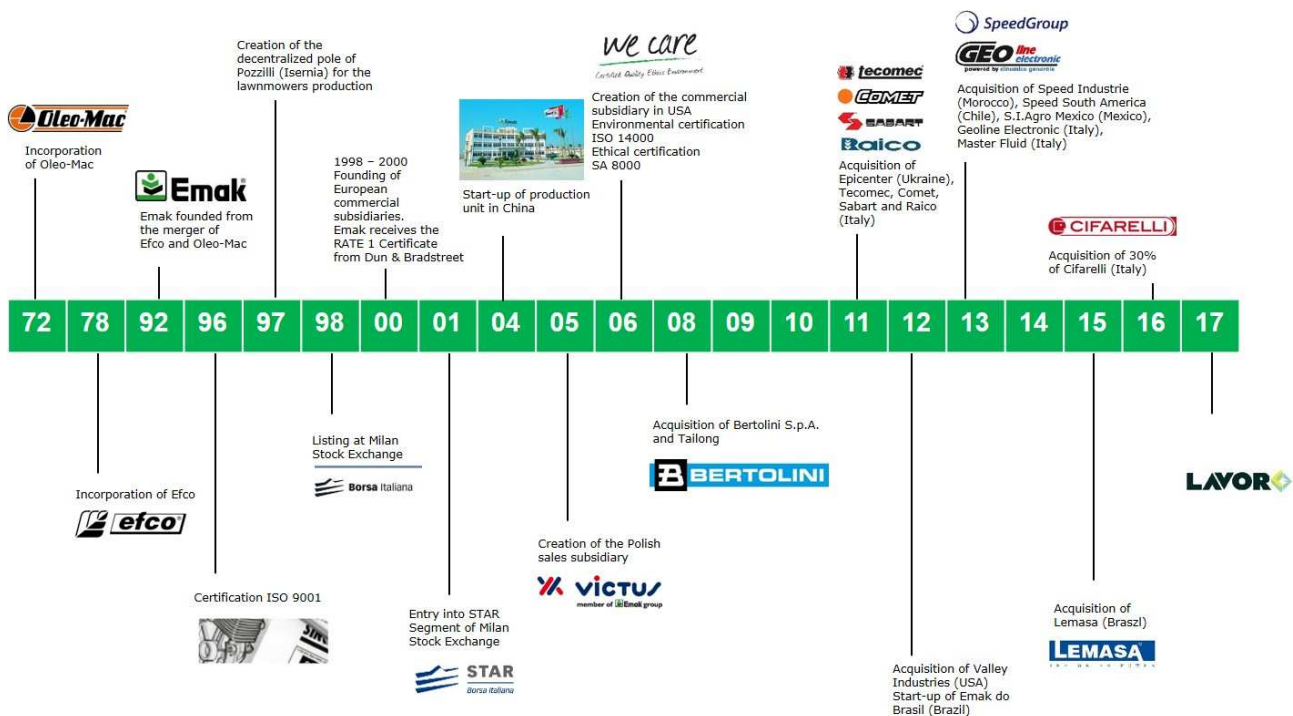 Oleo-Mac
Incorporation
of Oleo-Mac
Emak
Emak founded from
the merger of
Efco and Oleo-Mac
Creation of the
decentralized pole of
Pozzilli (Isernia) for the
lawnmowers production
1998 – 2000
Founding of
European
commercial
subsidiaries.
Emak receives the
RATE 1 Certificate
from Dun & Bradstreet
Start-up of production
unit in China
we care
Certified Quality Ethics Environment
Creation of the commercial
subsidiary in USA
Environmental certification
ISO 14000
Ethical certification
SA 8000
tecomec
COMET
SABART
Raico
Acquisition of
Epicenter (Ukraine),
Tecomec, Comet,
Sabart and Raico
(Italy)
SpeedGroup
GEO line
electronic
powered by dinamica generale
Acquisition of Speed Industrie
(Morocco), Speed South America
(Chile), S.I.Agro Mexico (Mexico),
Geoline Electronic (Italy),
Master Fluid (Italy)
CIFARELLI
Acquisition of 30%
of Cifarelli (Italy)
72 78 92 96 97 98 00 01 04 05 06 08 09 10 11 12 13 14 15 16 17
Incorporation of Efco
efco
Certification ISO 9001
Listing at Milan
Stock Exchange
Borsa Italiana
Entry into STAR
Segment of Milan
Stock Exchange
STAR
Borsa Italiana
Creation of the Polish
sales subsidiary
VICTUS
member of Emak group
Acquisition of Bertolini S.p.A.
and Tailong
B BERTOLINI
Acquisition of Valley
Industries (USA)
Start-up of Emak do
Brasil (Brazil)
Acquisition of
Lemasa (Braszl)
LEMASA
LAVOR